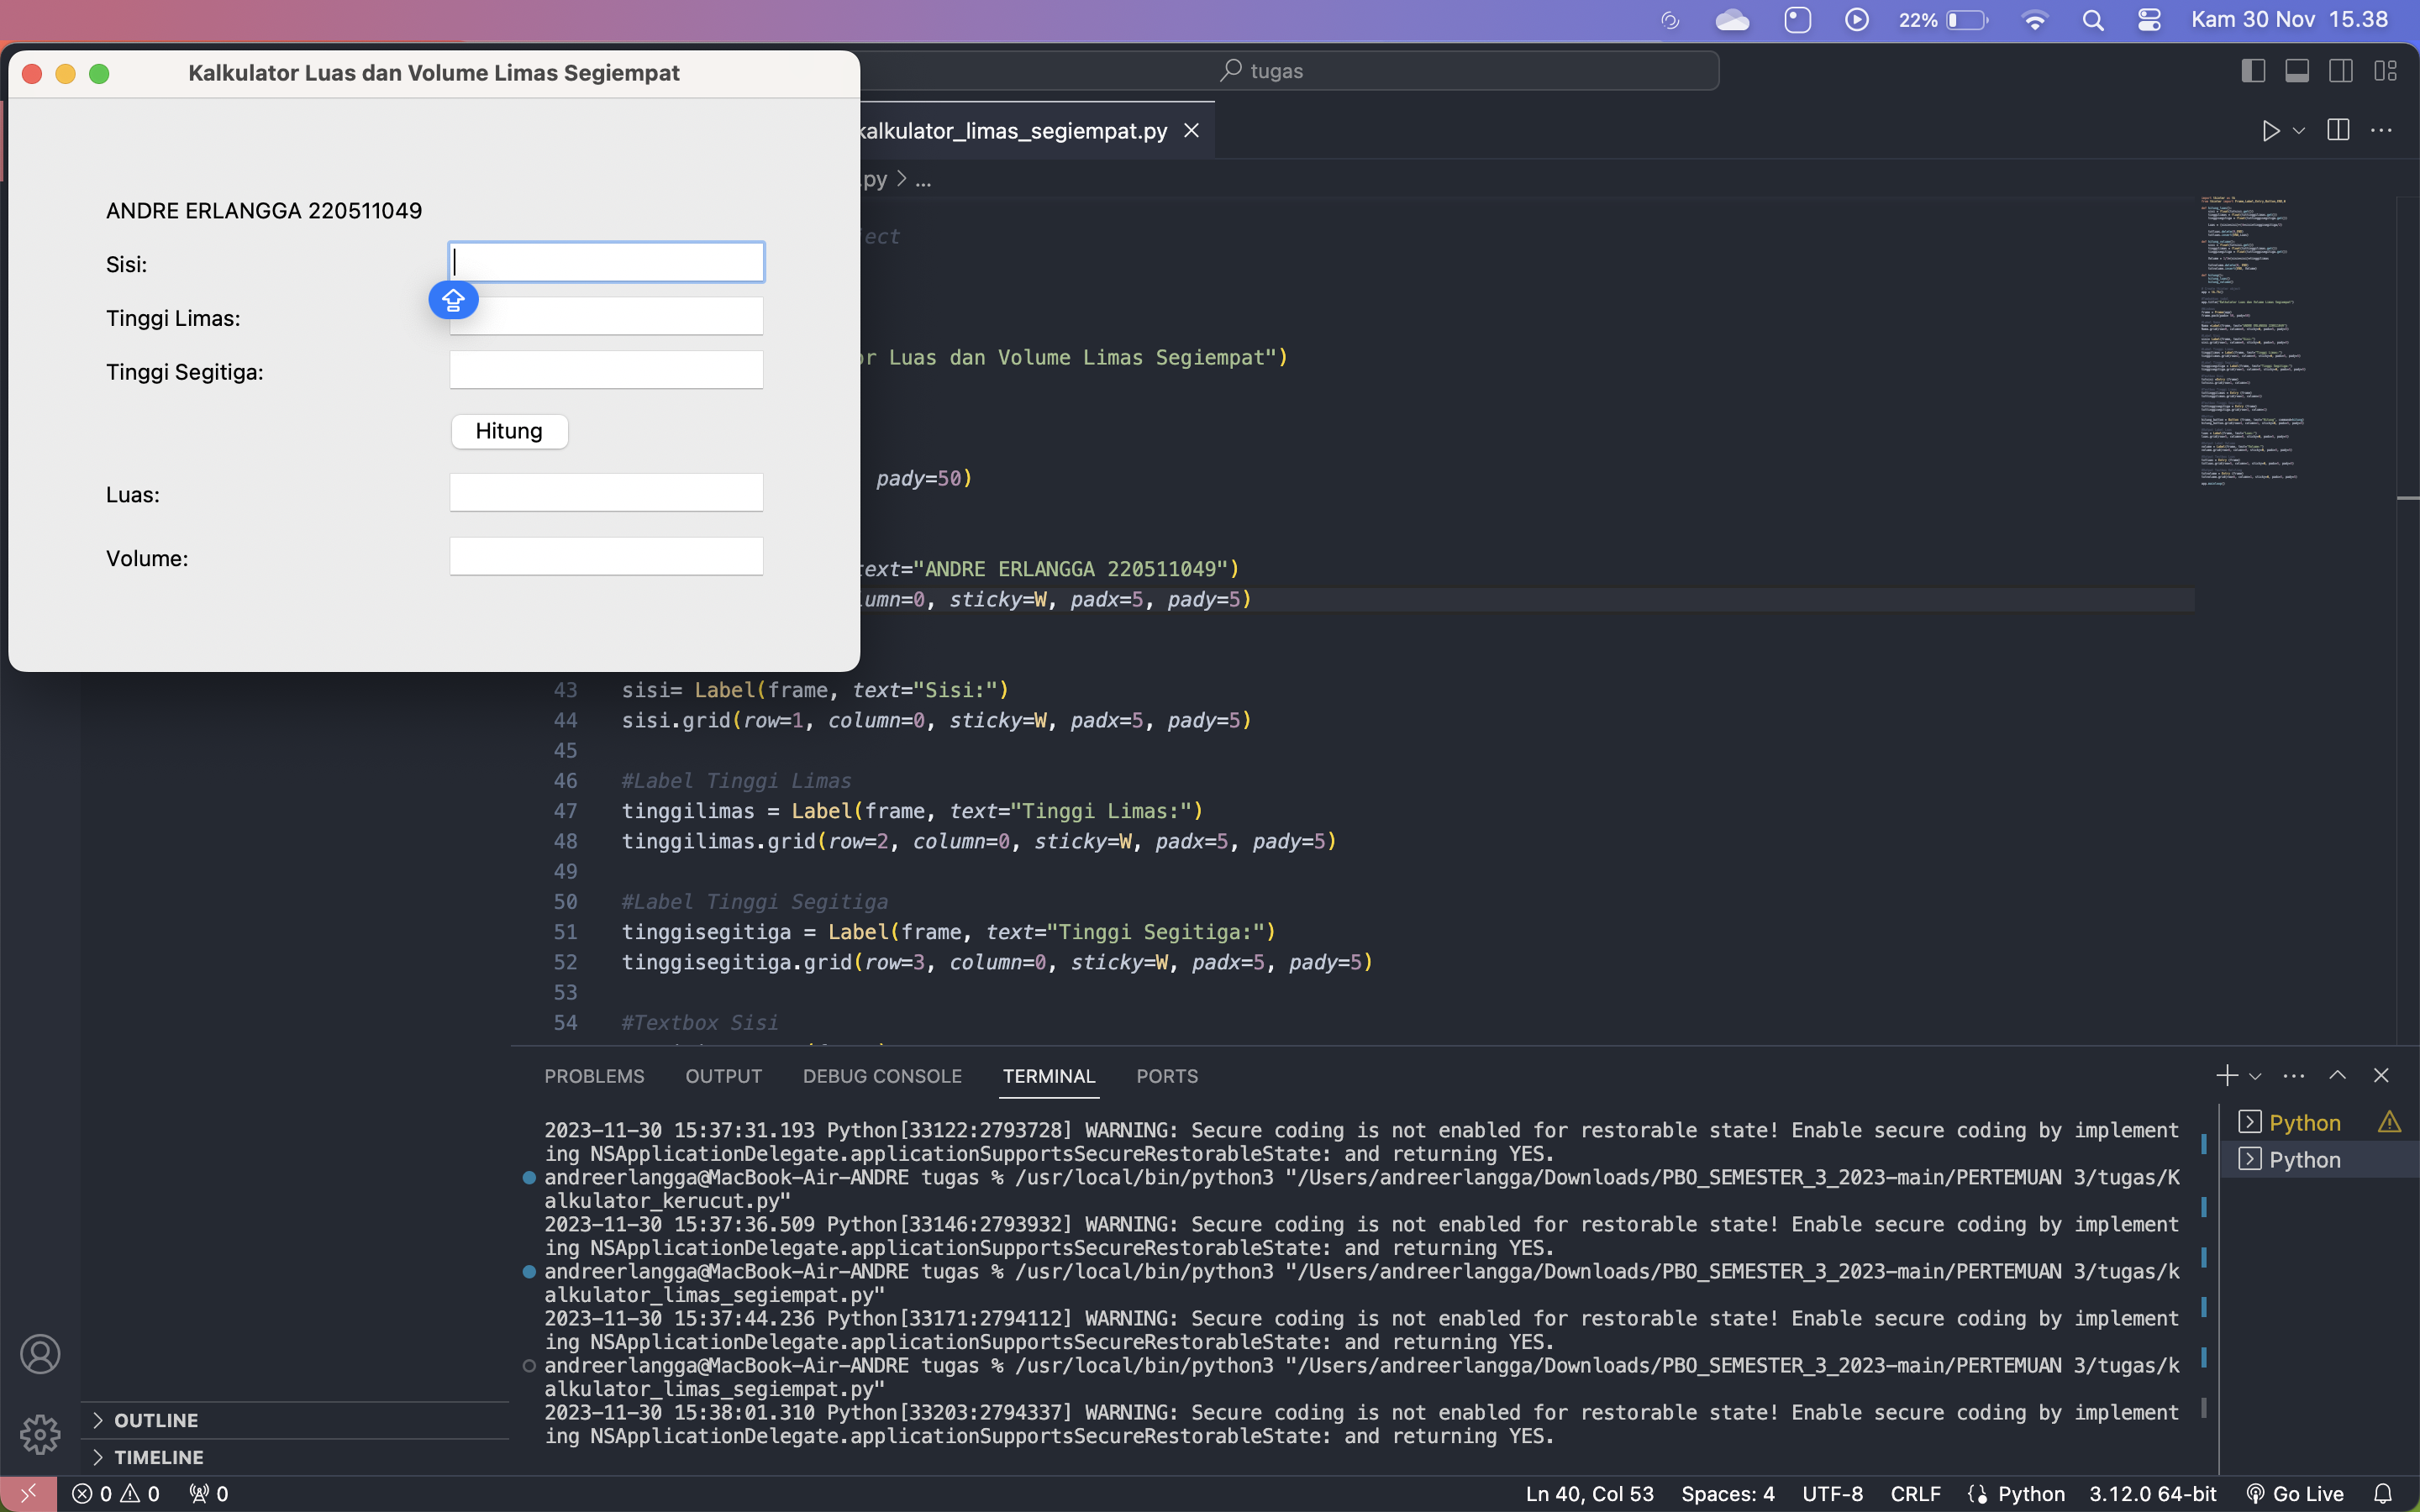 22% Kam 30 Nov 15.38
Kalkulator Luas dan Volume Limas Segiempat
tugas
kalkulator_limas_segiempat.py
.py > ...
ANDRE ERLANGGA 220511049
Sisi:
Tinggi Limas:
Tinggi Segitiga:
Hitung
Luas:
Volume:
ect
or Luas dan Volume Limas Segiempat")
pady=50)
text="ANDRE ERLANGGA 220511049")
umn=0, sticky=W, padx=5, pady=5)
43 sisi= Label(frame, text="Sisi:")
44 sisi.grid(row=1, column=0, sticky=W, padx=5, pady=5)
45
46 #Label Tinggi Limas
47 tinggilimas = Label(frame, text="Tinggi Limas:")
48 tinggilimas.grid(row=2, column=0, sticky=W, padx=5, pady=5)
49
50 #Label Tinggi Segitiga
51 tinggisegitiga = Label(frame, text="Tinggi Segitiga:")
52 tinggisegitiga.grid(row=3, column=0, sticky=W, padx=5, pady=5)
53
54 #Textbox Sisi
PROBLEMS OUTPUT DEBUG CONSOLE TERMINAL PORTS
2023-11-30 15:37:31.193 Python[33122:2793728] WARNING: Secure coding is not enabled for restorable state! Enable secure coding by implement
ing NSApplicationDelegate.applicationSupportsSecureRestorableState: and returning YES.
andreerlangga@MacBook-Air-ANDRE tugas % /usr/local/bin/python3 "/Users/andreerlangga/Downloads/PBO_SEMESTER_3_2023-main/PERTEMUAN 3/tugas/K
alkulator_kerucut.py"
2023-11-30 15:37:36.509 Python[33146:2793932] WARNING: Secure coding is not enabled for restorable state! Enable secure coding by implement
ing NSApplicationDelegate.applicationSupportsSecureRestorableState: and returning YES.
andreerlangga@MacBook-Air-ANDRE tugas % /usr/local/bin/python3 "/Users/andreerlangga/Downloads/PBO_SEMESTER_3_2023-main/PERTEMUAN 3/tugas/k
alkulator_limas_segiempat.py"
2023-11-30 15:37:44.236 Python[33171:2794112] WARNING: Secure coding is not enabled for restorable state! Enable secure coding by implement
ing NSApplicationDelegate.applicationSupportsSecureRestorableState: and returning YES.
andreerlangga@MacBook-Air-ANDRE tugas % /usr/local/bin/python3 "/Users/andreerlangga/Downloads/PBO_SEMESTER_3_2023-main/PERTEMUAN 3/tugas/k
alkulator_limas_segiempat.py"
2023-11-30 15:38:01.310 Python[33203:2794337] WARNING: Secure coding is not enabled for restorable state! Enable secure coding by implement
ing NSApplicationDelegate.applicationSupportsSecureRestorableState: and returning YES.
Python
Python
OUTLINE
TIMELINE
0 0 0 Ln 40, Col 53 Spaces: 4 UTF-8 CRLF Python 3.12.0 64-bit Go Live